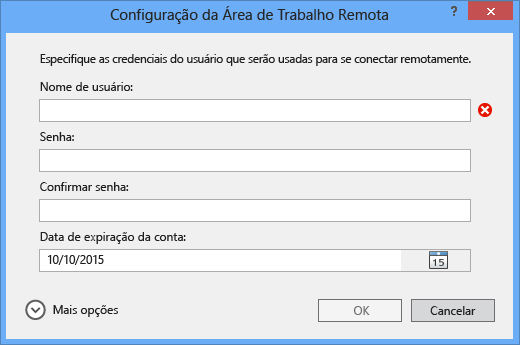 Configuração da Área de Trabalho Remota
?
Especifique as credenciais do usuário que serão usadas para se conectar remotamente.
Nome de usuário:
Senha:
Confirmar senha:
Data de expiração da conta:
10/10/2015
15
Mais opções
OK
Cancelar